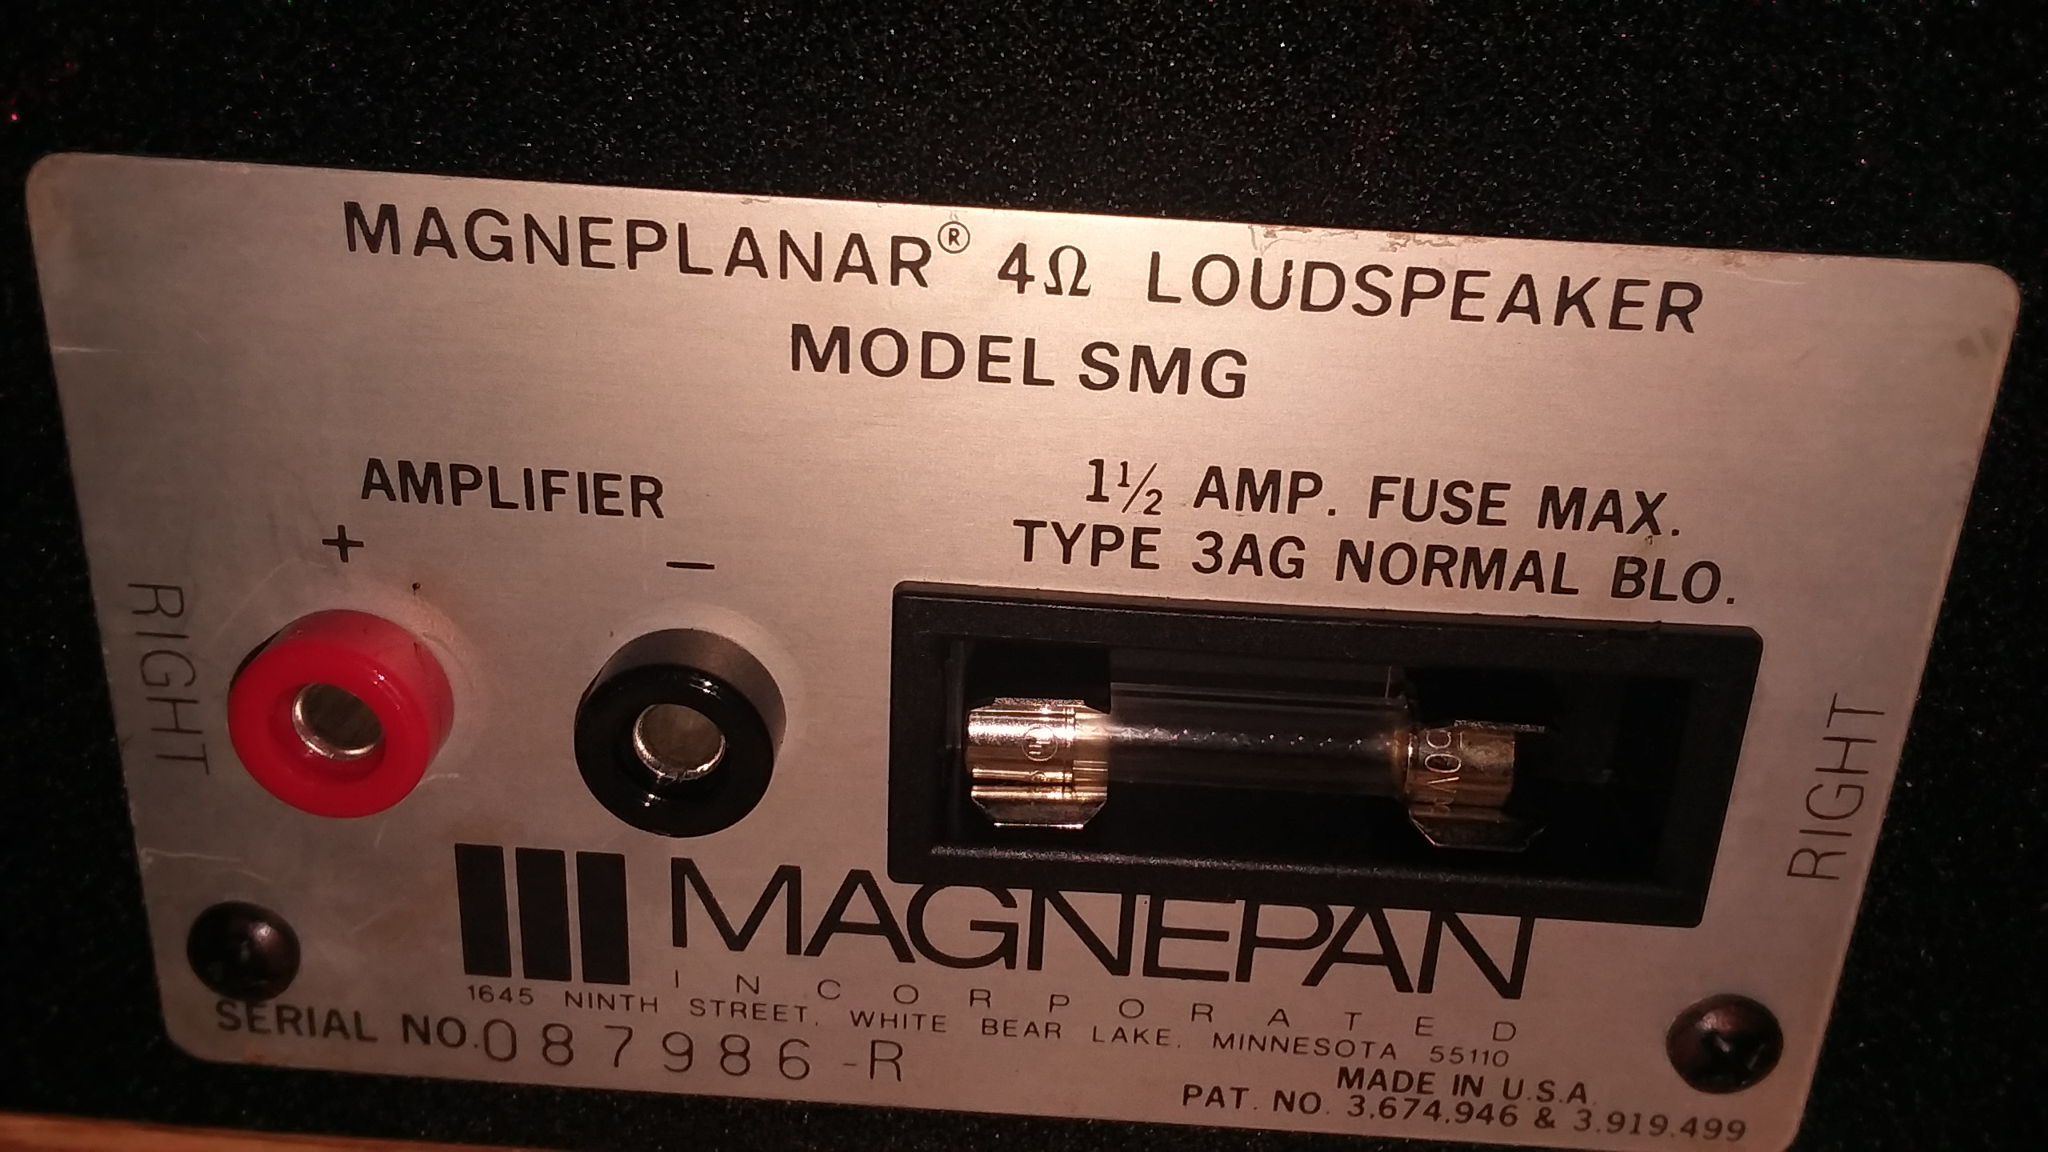 MAGNEPLANAR® 4Ω LOUDSPEAKER
MODEL SMG
AMPLIFIER
+ −
1½ AMP. FUSE MAX.
TYPE 3AG NORMAL BLO.
RIGHT
RIGHT
MAGNEPAN
INCORPORATED
1645 NINTH STREET, WHITE BEAR LAKE, MINNESOTA 55110
SERIAL NO. 087986-R
MADE IN U.S.A.
PAT. NO. 3,674,946 & 3,919,499